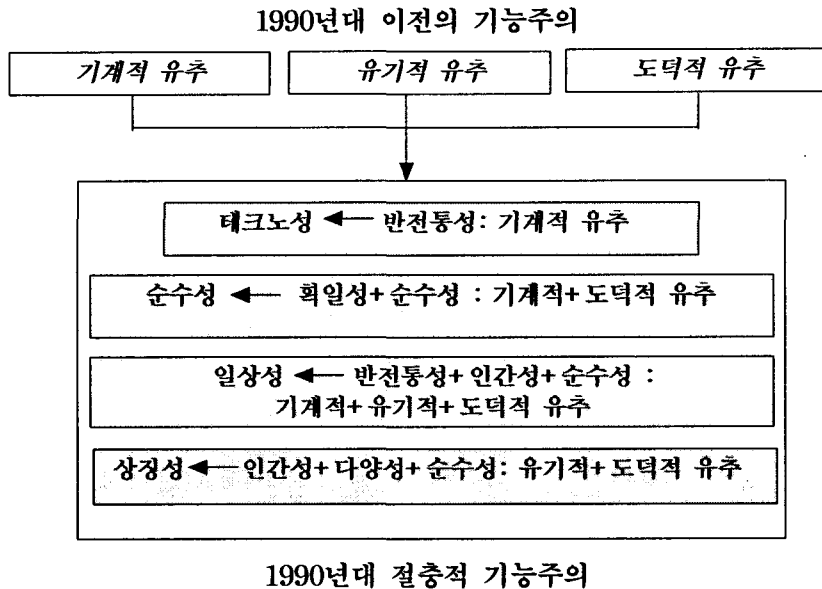 1990년대 이전의 기능주의
기계적 유추
유기적 유추
도덕적 유추
테크노성 ← 반전통성: 기계적 유추
순수성 ← 획일성+ 순수성 : 기계적+ 도덕적 유추
일상성 ← 반전통성+ 인간성+ 순수성 :
기계적+ 유기적+ 도덕적 유추
상징성 ← 인간성+ 다양성+ 순수성: 유기적+ 도덕적 유추
1990년대 절충적 기능주의